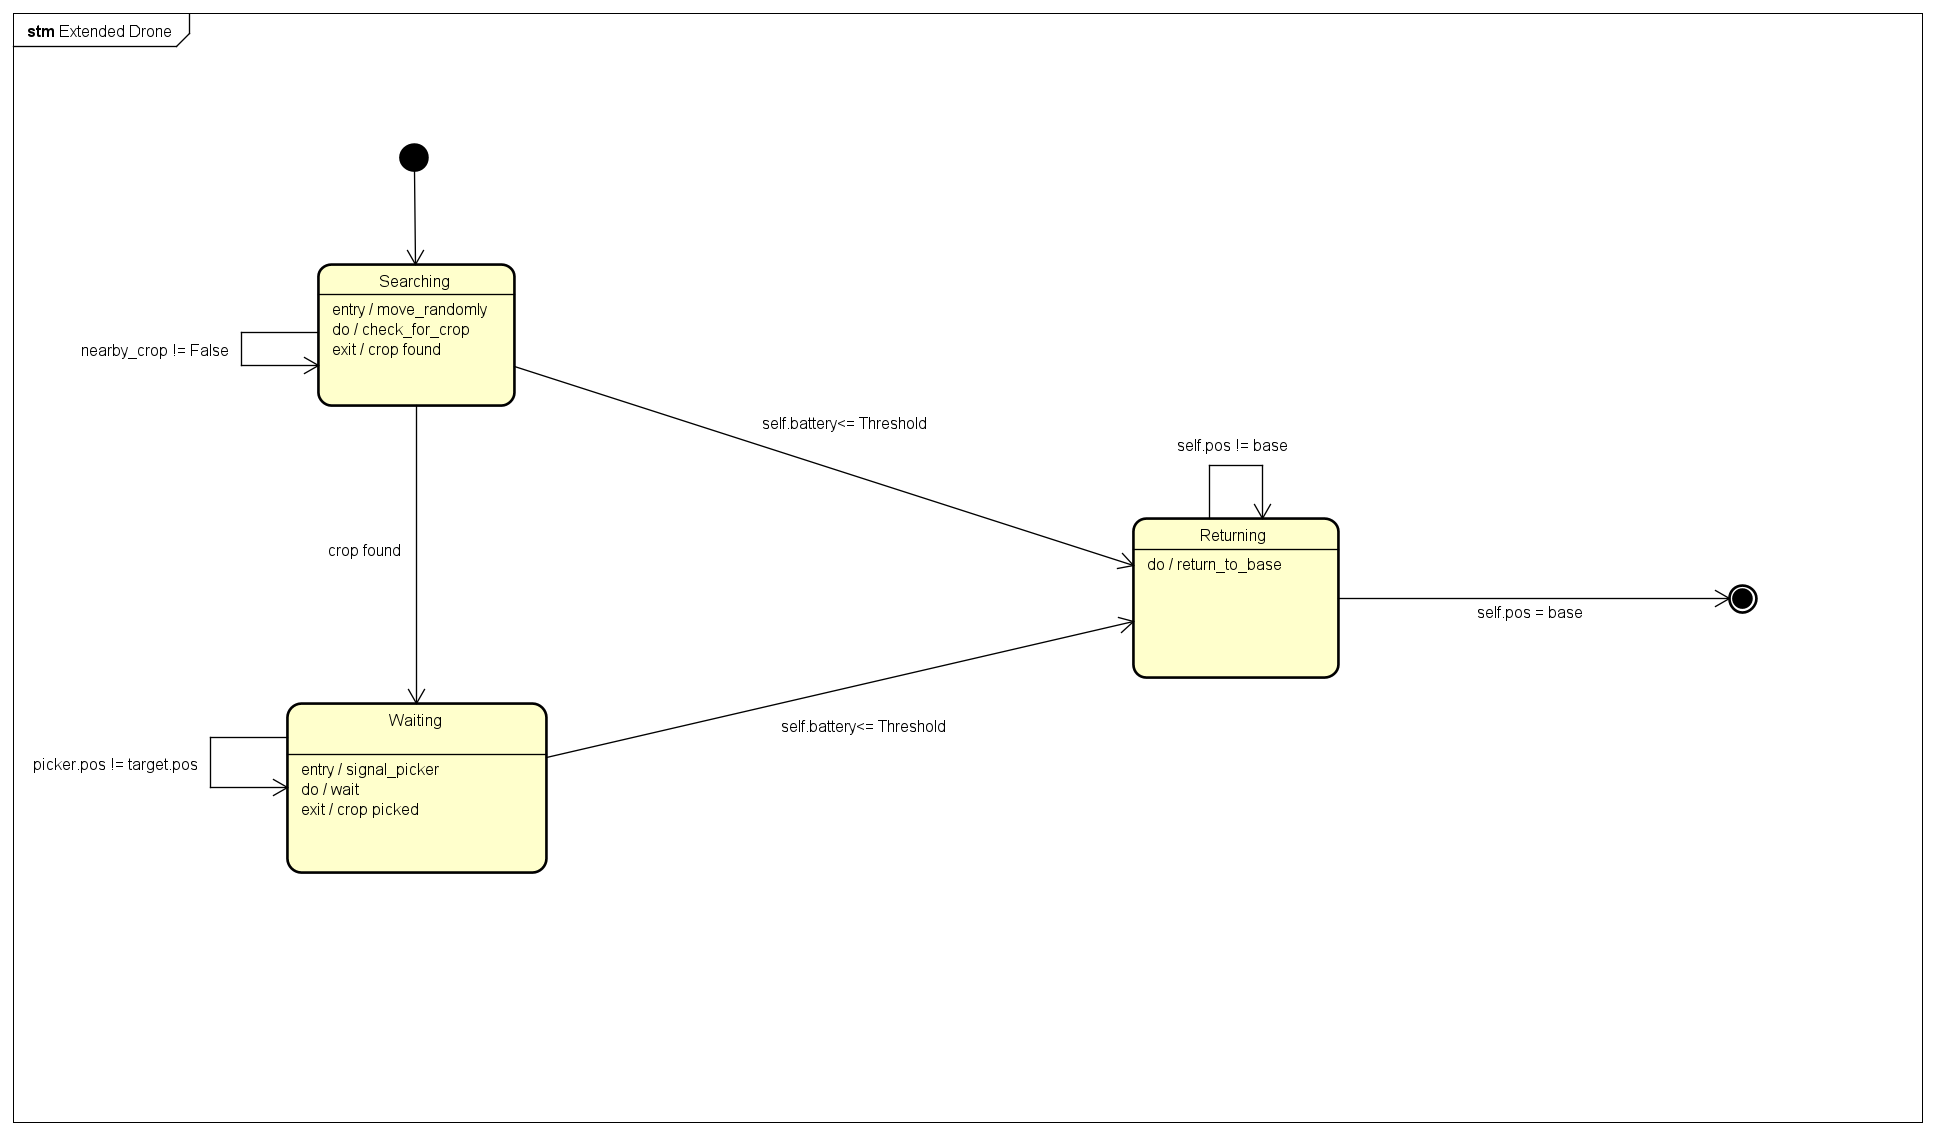 stm Extended Drone
Searching
entry / move_randomly
do / check_for_crop
exit / crop found
nearby_crop != False
self.battery<= Threshold
self.pos != base
Returning
do / return_to_base
crop found
self.pos = base
Waiting
entry / signal_picker
do / wait
exit / crop picked
picker.pos != target.pos
self.battery<= Threshold